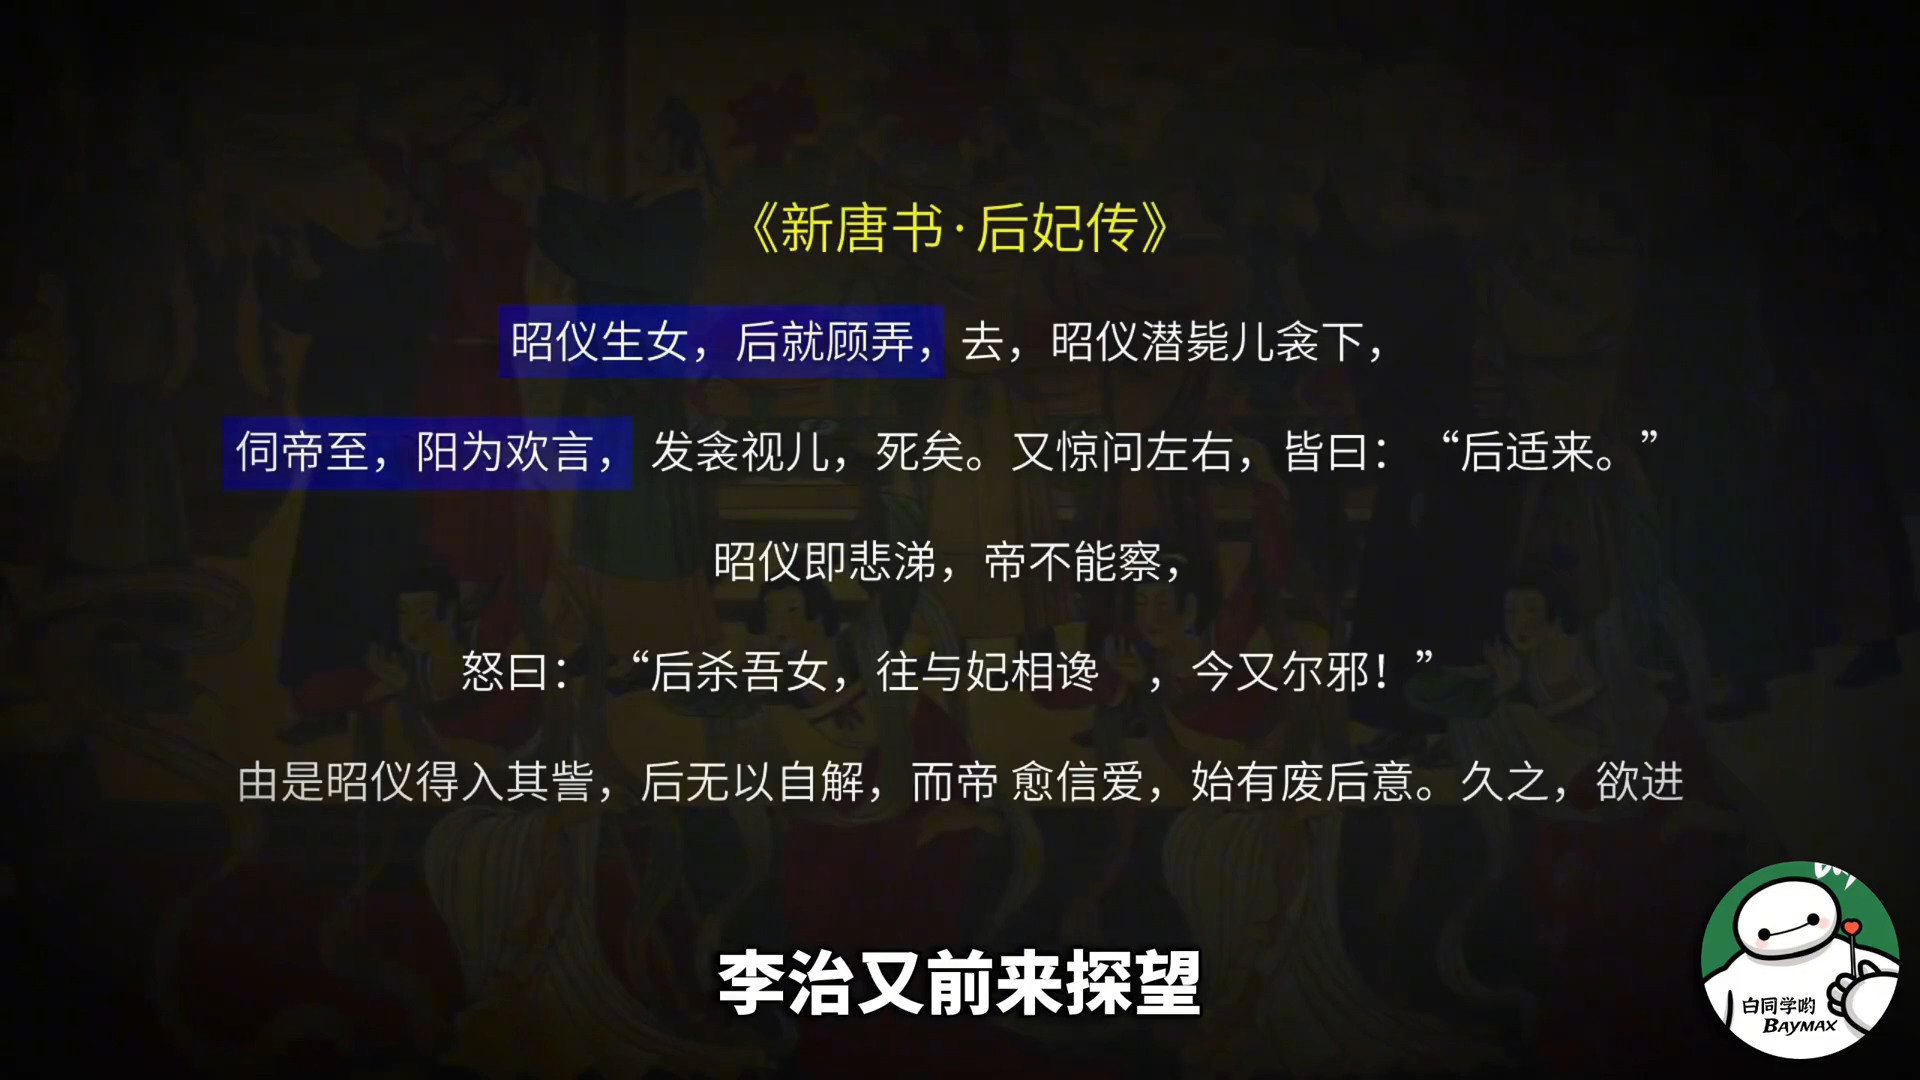 《新唐书·后妃传》
昭仪生女，后就顾弄，去，昭仪潜毙儿衾下，
伺帝至，阳为欢言，发衾视儿，死矣。又惊问左右，皆曰：“后适来。”
昭仪即悲涕，帝不能察，
怒曰：“后杀吾女，往与妃相谗 ，今又尔邪！”
由是昭仪得入其訾，后无以自解，而帝 愈信爱，始有废后意。久之，欲进
李治又前来探望
白同学哟
BAYMAX